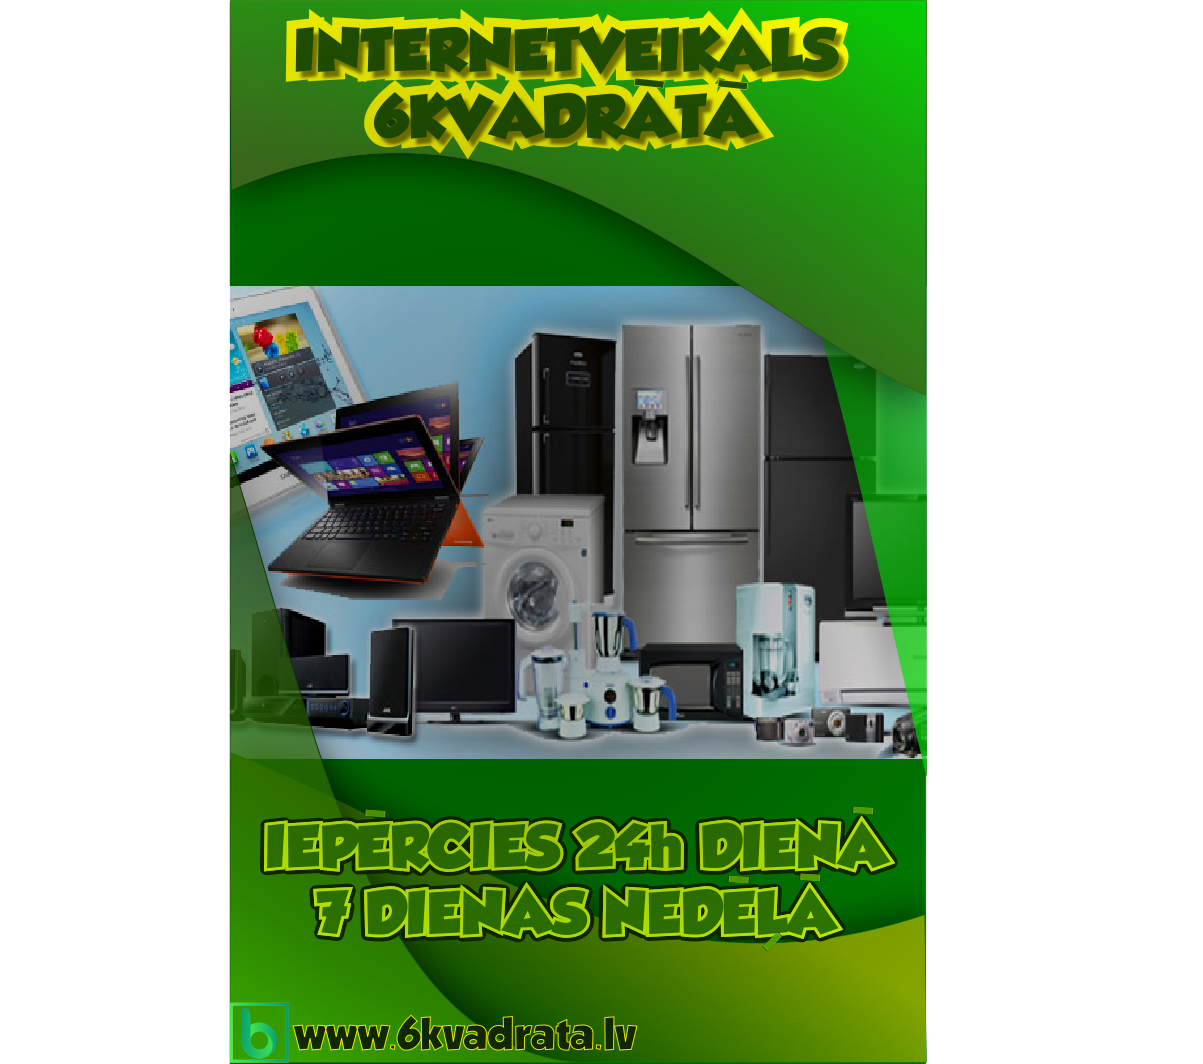 INTERNETVEIKALS
6KVADRĀTĀ
IEPĒRCIES 24h DIENĀ
7 DIENAS NEDĒĻĀ
b www.6kvadrata.lv